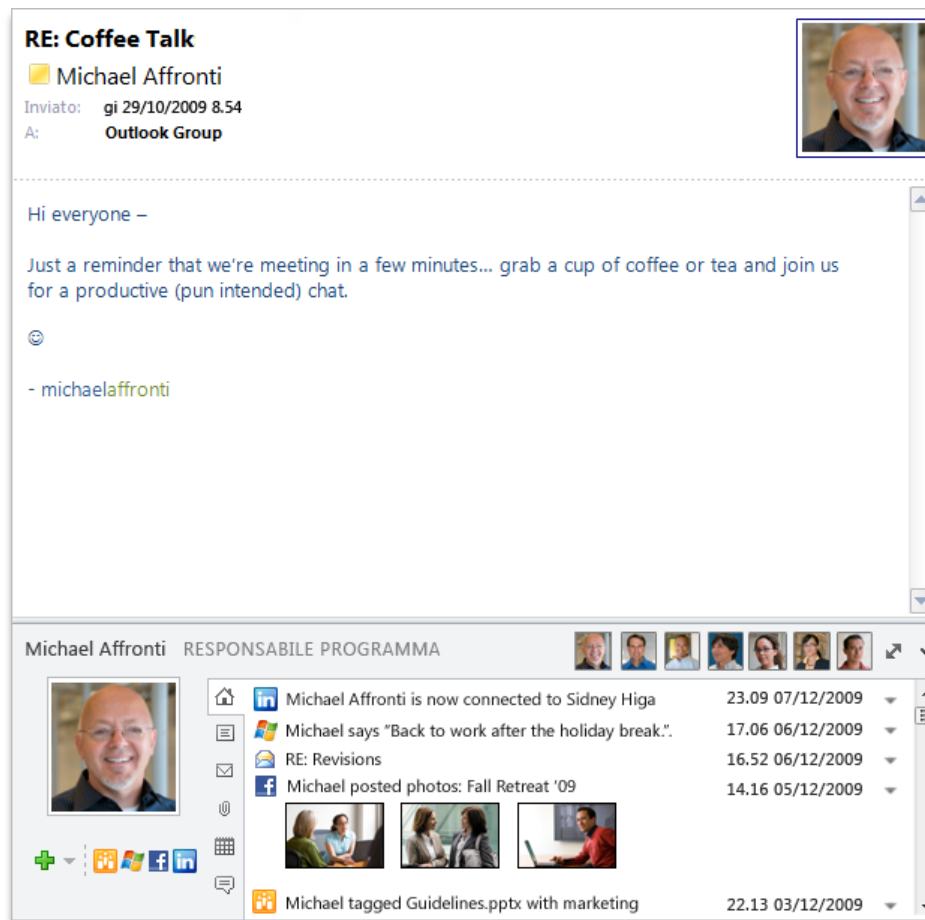 RE: Coffee Talk
Michael Affronti
Inviato: gi 29/10/2009 8.54
A: Outlook Group
Hi everyone –
Just a reminder that we're meeting in a few minutes... grab a cup of coffee or tea and join us
for a productive (pun intended) chat.
☺
- michaelaffronti
Michael Affronti RESPONSABILE PROGRAMMA
in Michael Affronti is now connected to Sidney Higa 23.09 07/12/2009
Michael says "Back to work after the holiday break.". 17.06 06/12/2009
RE: Revisions 16.52 06/12/2009
f Michael posted photos: Fall Retreat '09 14.16 05/12/2009
f in
Michael tagged Guidelines.pptx with marketing 22.13 03/12/2009